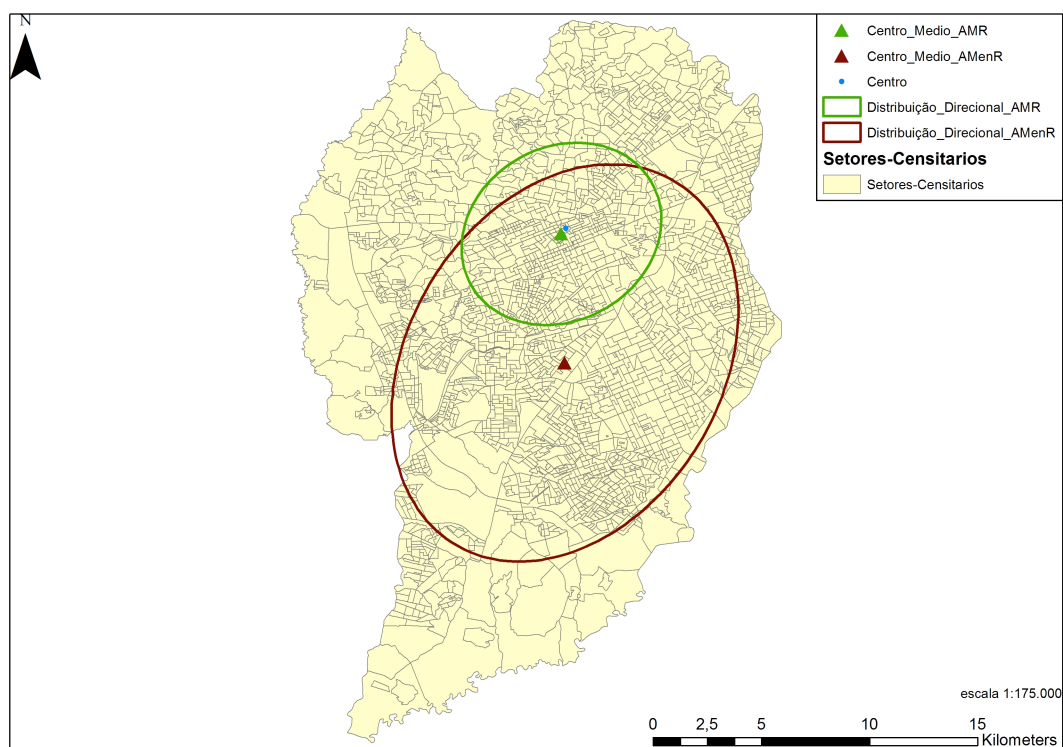 N
Centro_Medio_AMR
Centro_Medio_AMenR
Centro
Distribuição_Direcional_AMR
Distribuição_Direcional_AMenR
Setores-Censitarios
Setores-Censitarios
escala 1:175.000
0 2,5 5 10 15
Kilometers